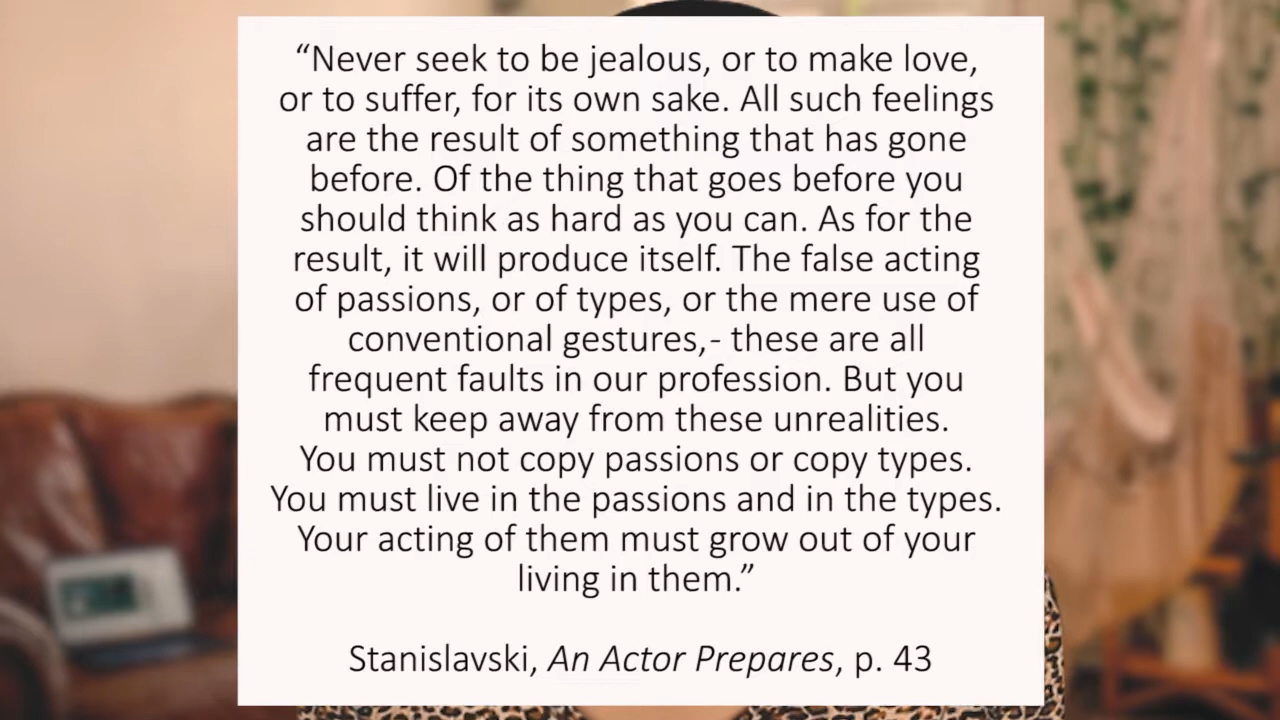 “Never seek to be jealous, or to make love,
or to suffer, for its own sake. All such feelings
are the result of something that has gone
before. Of the thing that goes before you
should think as hard as you can. As for the
result, it will produce itself. The false acting
of passions, or of types, or the mere use of
conventional gestures,- these are all
frequent faults in our profession. But you
must keep away from these unrealities.
You must not copy passions or copy types.
You must live in the passions and in the types.
Your acting of them must grow out of your
living in them.”
Stanislavski, An Actor Prepares, p. 43